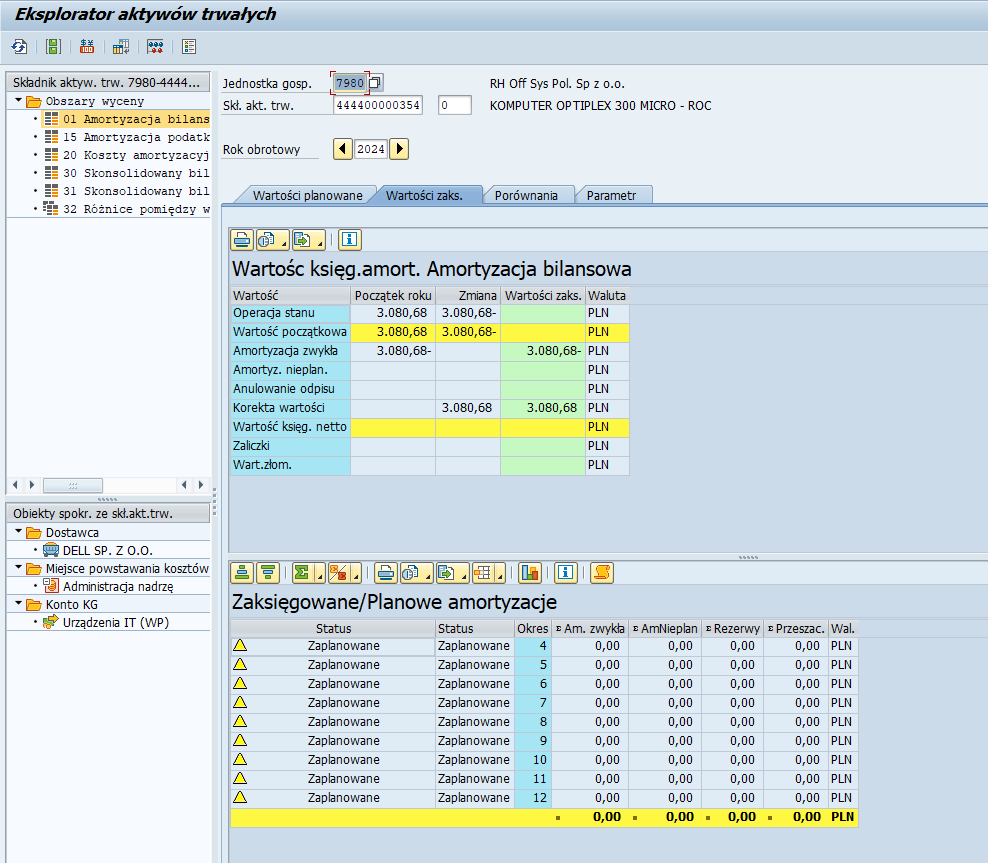 Eksplorator aktywów trwałych
Składnik aktyw. trw. 7980-4444...
Obszary wyceny
01 Amortyzacja bilans
15 Amortyzacja podatk
20 Koszty amortyzacyj
30 Skonsolidowany bil
31 Skonsolidowany bil
32 Różnice pomiędzy w
Obiekty spokr. ze skł.akt.trw.
Dostawca
DELL SP. Z O.O.
Miejsce powstawania kosztów
Administracja nadrzę
Konto KG
Urządzenia IT (WP)
Jednostka gosp. 7980 RH Off Sys Pol. Sp z o.o.
Skł. akt. trw. 444400000354 0 KOMPUTER OPTIPLEX 300 MICRO - ROC
Rok obrotowy 2024
Wartości planowane Wartości zaks. Porównania Parametr
Wartośc księg.amort. Amortyzacja bilansowa
Wartość Początek roku Zmiana Wartości zaks. Waluta
Operacja stanu 3.080,68 3.080,68- PLN
Wartość początkowa 3.080,68 3.080,68- PLN
Amortyzacja zwykła 3.080,68- 3.080,68- PLN
Amortyz. nieplan. PLN
Anulowanie odpisu PLN
Korekta wartości 3.080,68 3.080,68 PLN
Wartość księg. netto PLN
Zaliczki PLN
Wart.złom. PLN
Zaksięgowane/Planowe amortyzacje
Status Status Okres Σ Am. zwykła Σ AmNieplan Σ Rezerwy Σ Przeszac. Wal.
Zaplanowane Zaplanowane 4 0,00 0,00 0,00 0,00 PLN
Zaplanowane Zaplanowane 5 0,00 0,00 0,00 0,00 PLN
Zaplanowane Zaplanowane 6 0,00 0,00 0,00 0,00 PLN
Zaplanowane Zaplanowane 7 0,00 0,00 0,00 0,00 PLN
Zaplanowane Zaplanowane 8 0,00 0,00 0,00 0,00 PLN
Zaplanowane Zaplanowane 9 0,00 0,00 0,00 0,00 PLN
Zaplanowane Zaplanowane 10 0,00 0,00 0,00 0,00 PLN
Zaplanowane Zaplanowane 11 0,00 0,00 0,00 0,00 PLN
Zaplanowane Zaplanowane 12 0,00 0,00 0,00 0,00 PLN
0,00 0,00 0,00 0,00 PLN